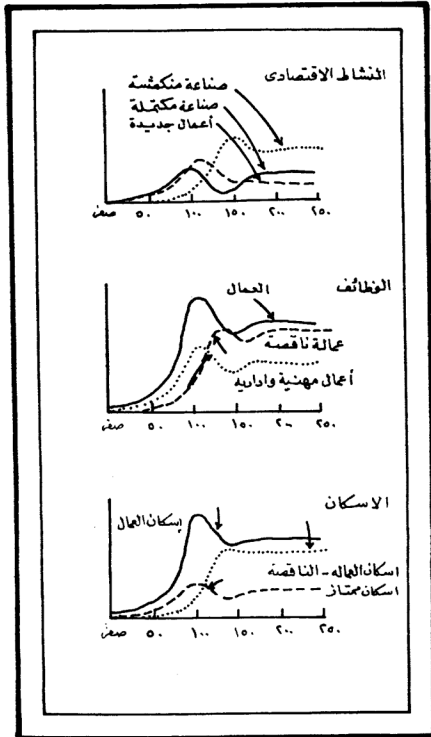 النشاط الاقتصادى
صناعة منكمشة
صناعة مكتملة
أعمال جديدة
صفر ٥٠ ١٠٠ ١٥٠ ٢٠٠ ٢٥٠
الوظائف
العمال
عمالة ناقصة
أعمال مهنية واداريه
صفر ٥٠ ١٠٠ ١٥٠ ٢٠٠ ٢٥٠
الاسكان
إسكان العمال
اسكان العماله - الناقصة
اسكان ممتاز
صفر ٥٠ ١٠٠ ١٥٠ ٢٠٠ ٢٥٠